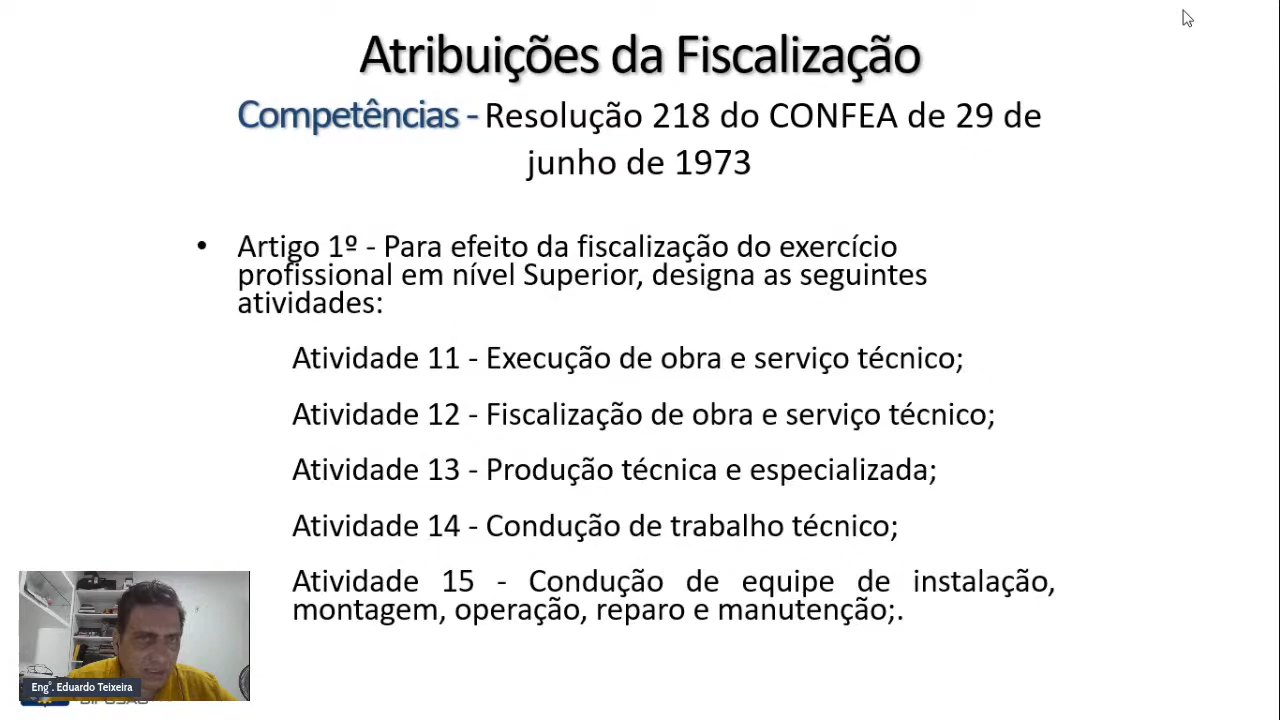 Atribuições da Fiscalização
Competências - Resolução 218 do CONFEA de 29 de
junho de 1973
• Artigo 1º - Para efeito da fiscalização do exercício
profissional em nível Superior, designa as seguintes
atividades:
Atividade 11 - Execução de obra e serviço técnico;
Atividade 12 - Fiscalização de obra e serviço técnico;
Atividade 13 - Produção técnica e especializada;
Atividade 14 - Condução de trabalho técnico;
Atividade 15 - Condução de equipe de instalação,
montagem, operação, reparo e manutenção;.
Eng°. Eduardo Teixeira